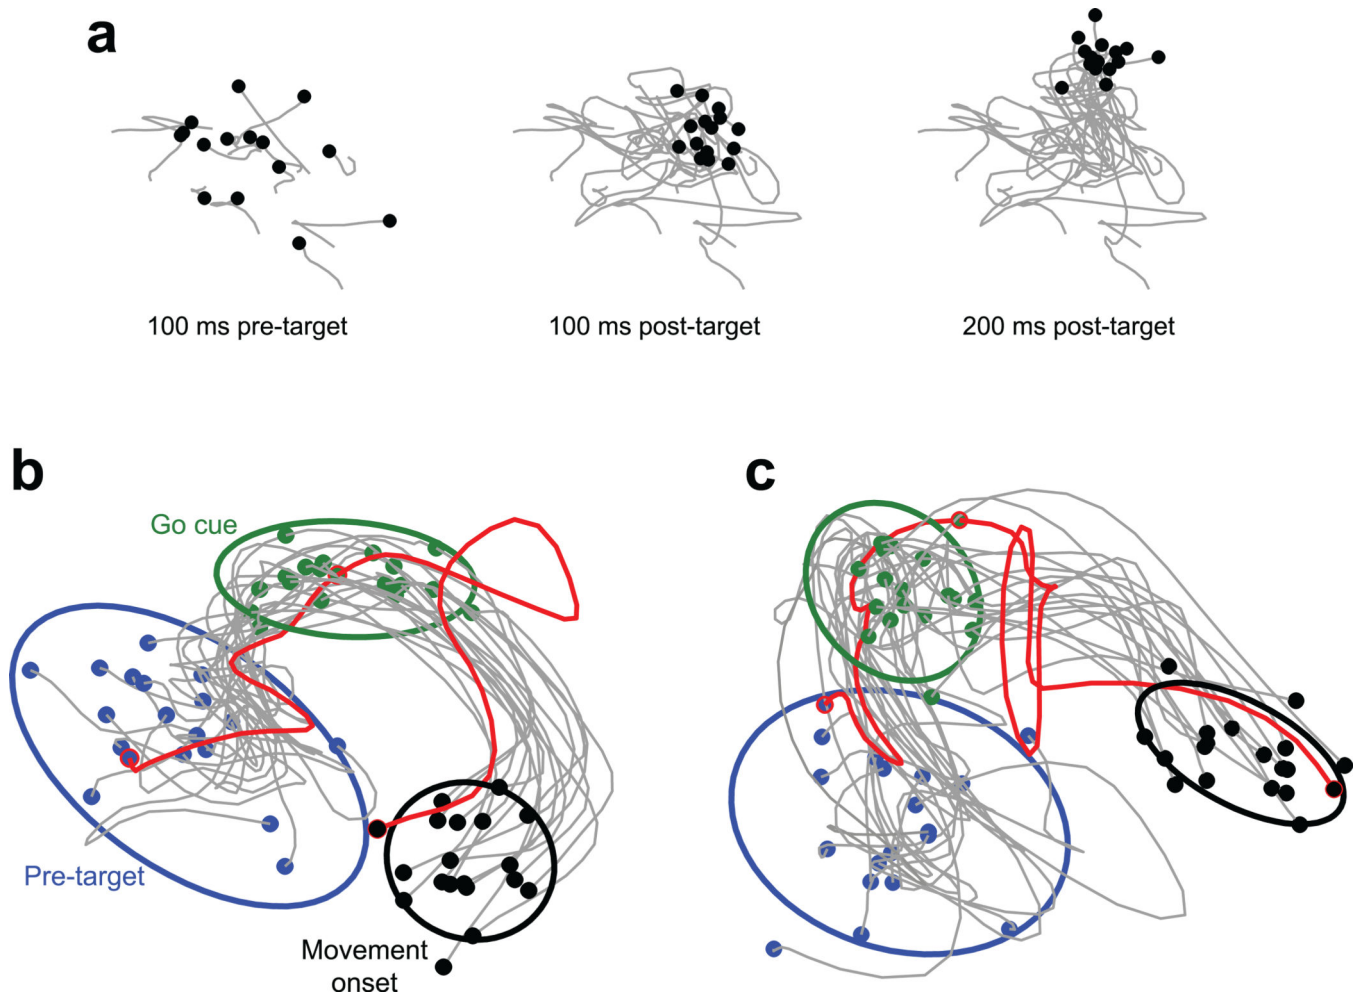 a
100 ms pre-target
100 ms post-target
200 ms post-target
b
c
Go cue
Pre-target
Movement
onset